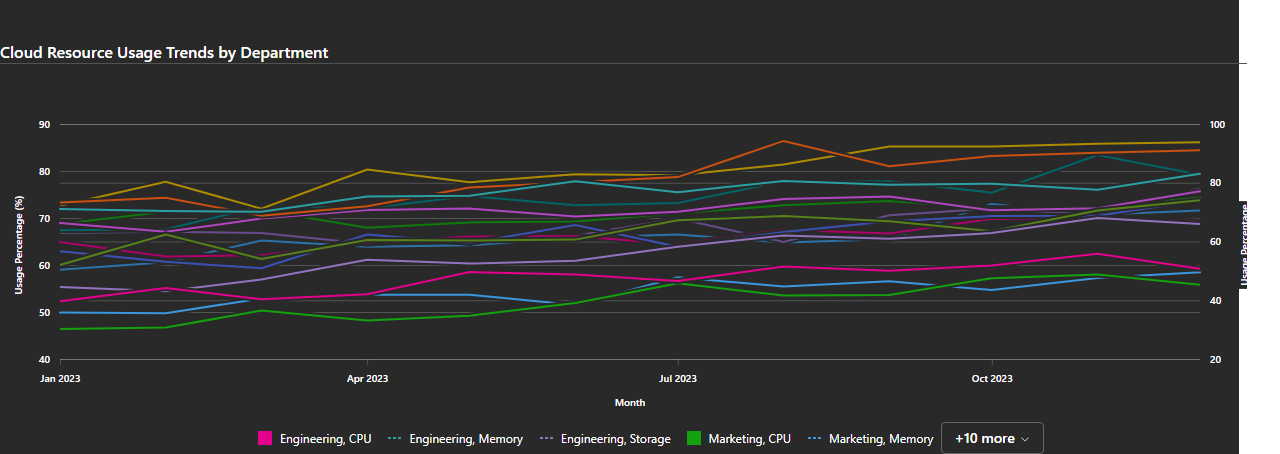 Cloud Resource Usage Trends by Department
90
80
70
60
50
40
Usage Percentage (%)
100
80
60
40
20
Usage Percentage
Jan 2023
Apr 2023
Jul 2023
Oct 2023
Month
Engineering, CPU
Engineering, Memory
Engineering, Storage
Marketing, CPU
Marketing, Memory
+10 more